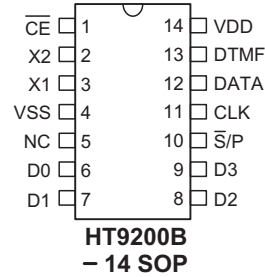 C̅E̅ 1 14 VDD
X2 2 13 DTMF
X1 3 12 DATA
VSS 4 11 CLK
NC 5 10 S̅/P
D0 6 9 D3
D1 7 8 D2
HT9200B
– 14 SOP